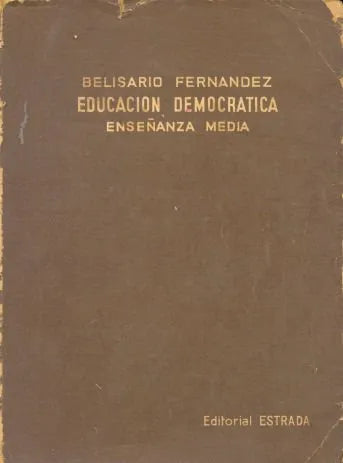 BELISARIO FERNANDEZ
EDUCACION DEMOCRATICA
ENSEÑANZA MEDIA
Editorial ESTRADA